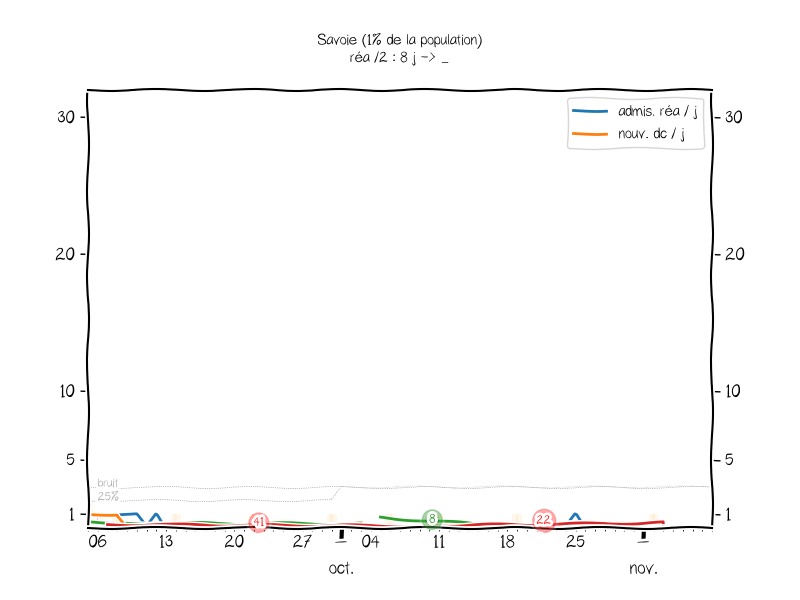 Savoie (1% de la population)
réa /2 : 8 j -> _
30
20
10
5
1
admis. réa / j
nouv. dc / j
30
20
10
5
1
bruit
25%
41
8
22
06 13 20 27 04 11 18 25
oct. nov.